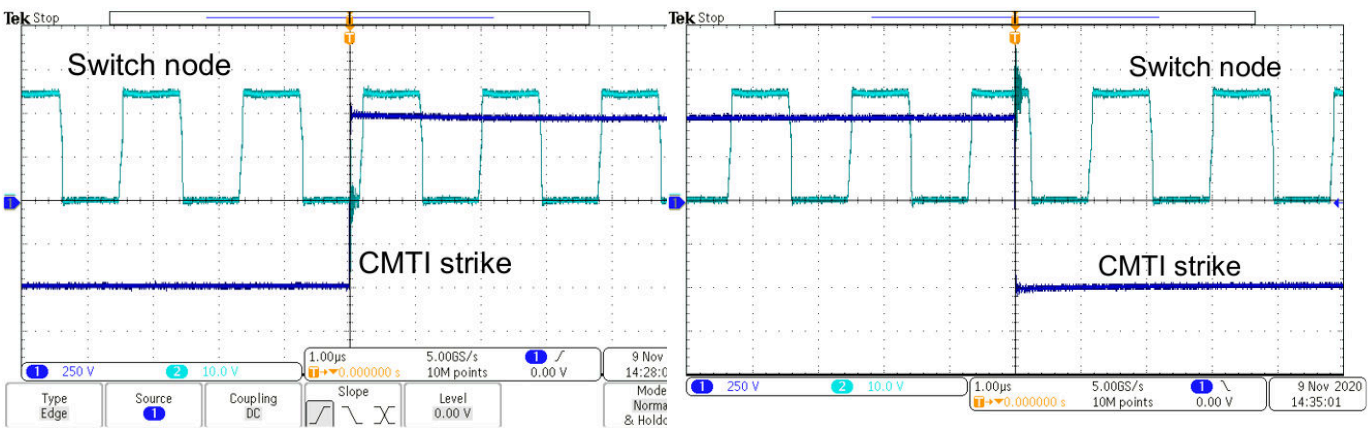 Tek Stop
T
Switch node
1
CMTI strike
1 250 V
2 10.0 V
1.00µs
5.00GS/s
1
T→▼0.000000 s
10M points
0.00 V
9 Nov
14:28:0
Type
Edge
Source
1
Coupling
DC
Slope
Level
0.00 V
Mode
Norma
& Holdo
Tek Stop
T
Switch node
1
CMTI strike
1 250 V
2 10.0 V
1.00µs
5.00GS/s
1
T→▼0.000000 s
10M points
0.00 V
9 Nov 2020
14:35:01